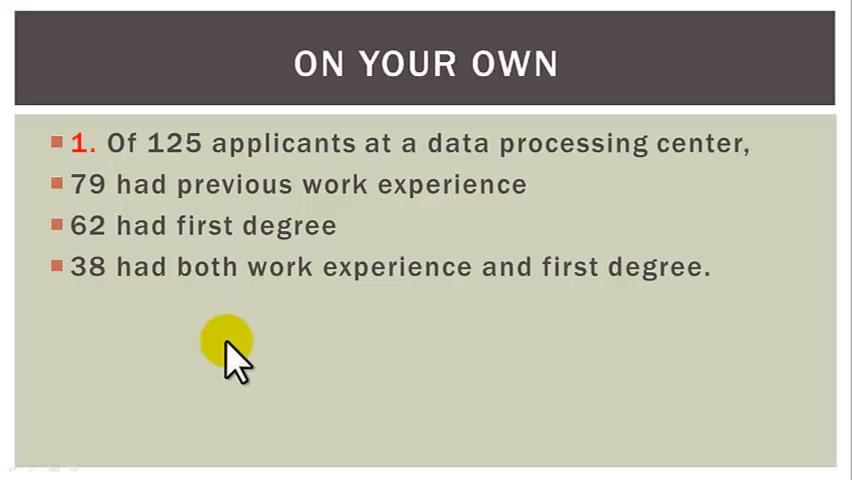 ON YOUR OWN
1. Of 125 applicants at a data processing center,
79 had previous work experience
62 had first degree
38 had both work experience and first degree.